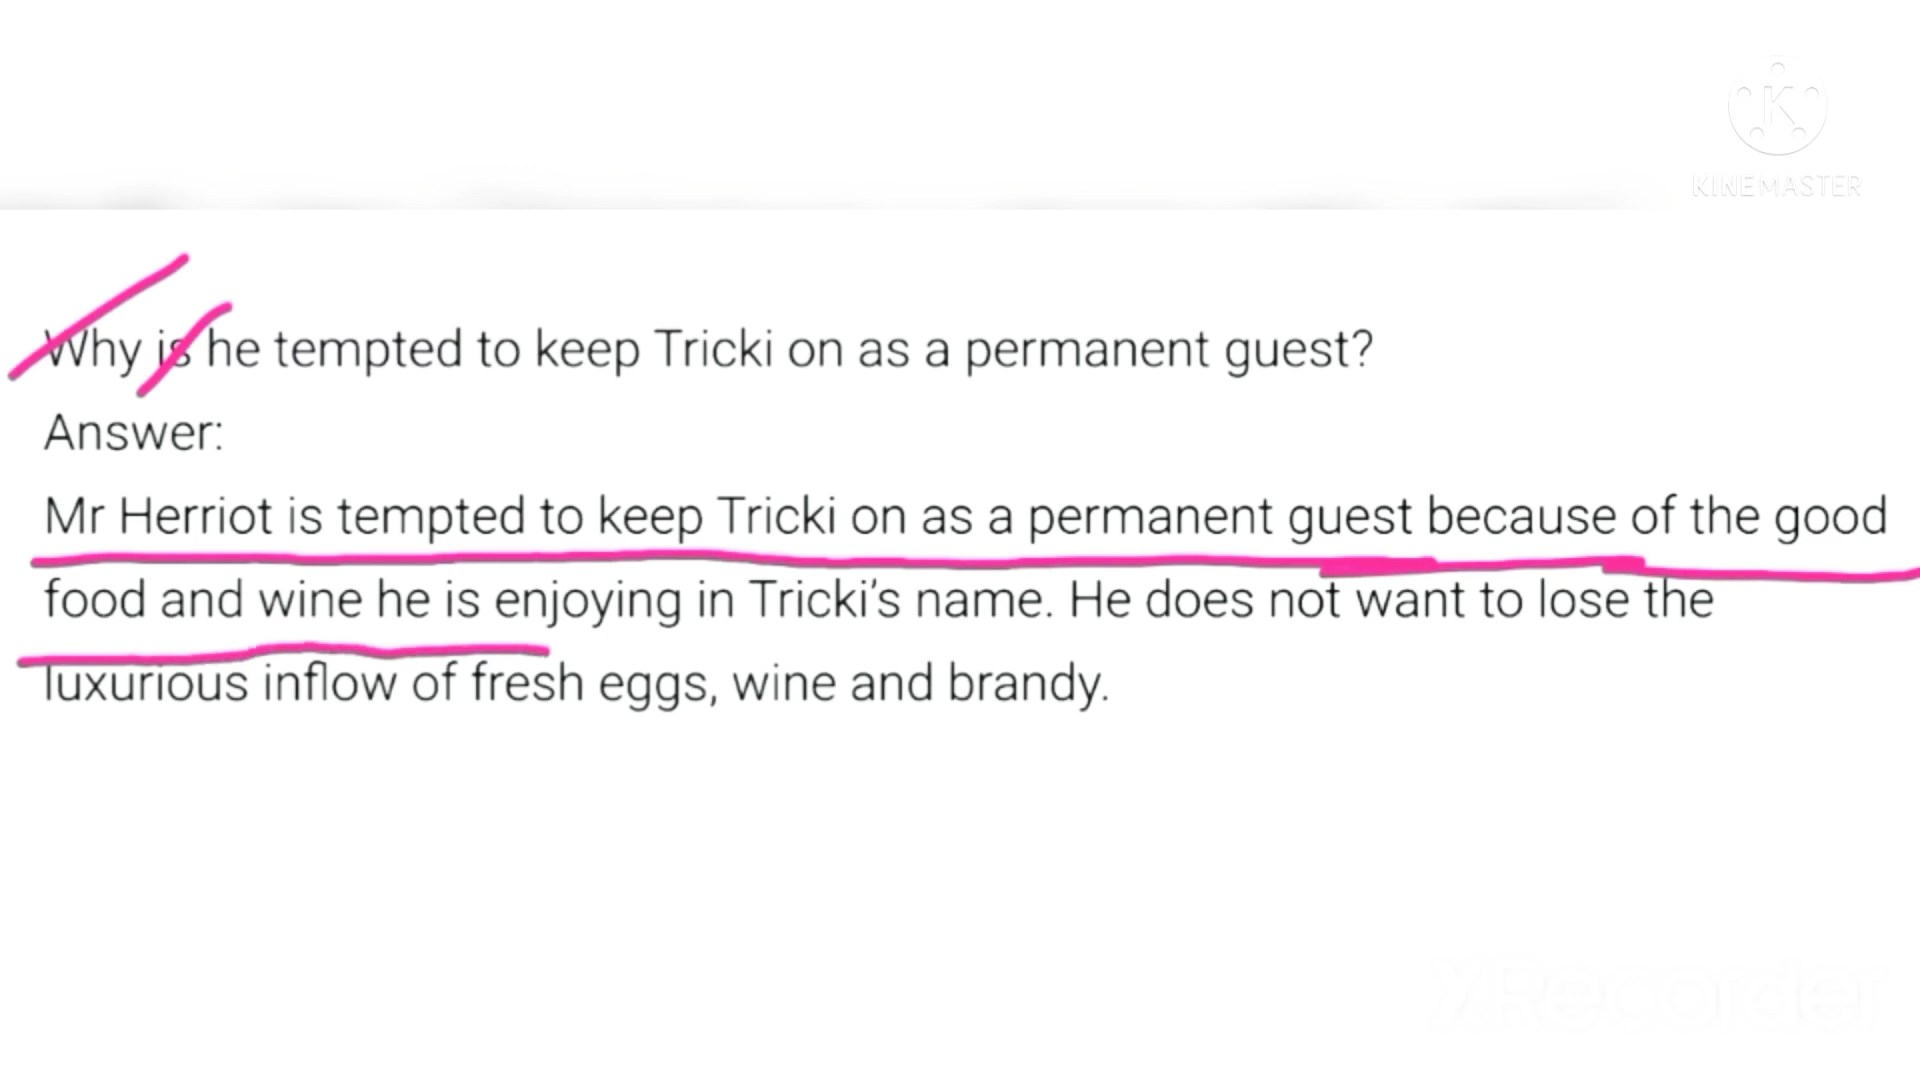 KINEMASTER
Why is he tempted to keep Tricki on as a permanent guest?
Answer:
Mr Herriot is tempted to keep Tricki on as a permanent guest because of the good
food and wine he is enjoying in Tricki’s name. He does not want to lose the
luxurious inflow of fresh eggs, wine and brandy.
XRecorder